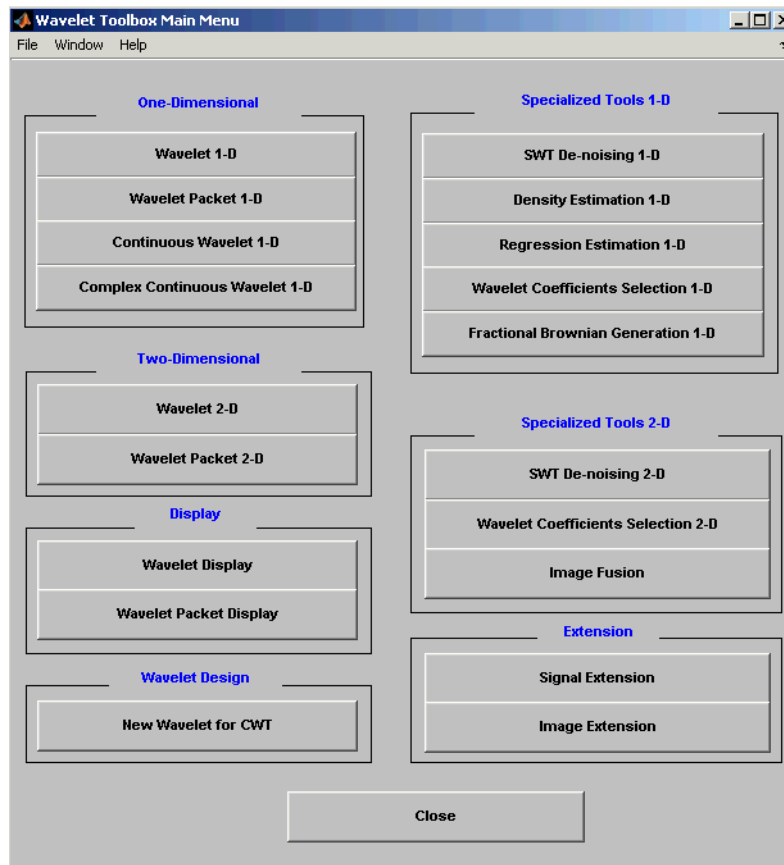 Wavelet Toolbox Main Menu
File Window Help
One-Dimensional
Wavelet 1-D
Wavelet Packet 1-D
Continuous Wavelet 1-D
Complex Continuous Wavelet 1-D
Two-Dimensional
Wavelet 2-D
Wavelet Packet 2-D
Display
Wavelet Display
Wavelet Packet Display
Wavelet Design
New Wavelet for CWT
Specialized Tools 1-D
SWT De-noising 1-D
Density Estimation 1-D
Regression Estimation 1-D
Wavelet Coefficients Selection 1-D
Fractional Brownian Generation 1-D
Specialized Tools 2-D
SWT De-noising 2-D
Wavelet Coefficients Selection 2-D
Image Fusion
Extension
Signal Extension
Image Extension
Close